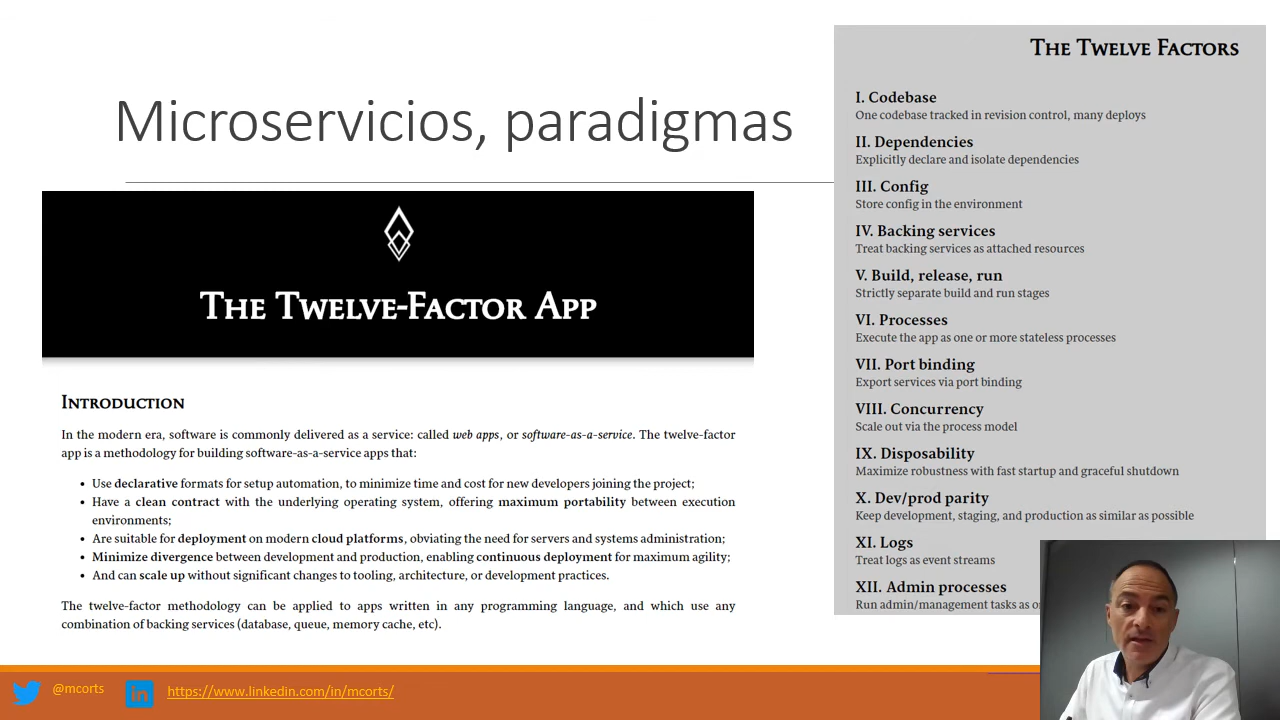 Microservicios, paradigmas
THE TWELVE-FACTOR APP
INTRODUCTION
In the modern era, software is commonly delivered as a service: called web apps, or software-as-a-service. The twelve-factor
app is a methodology for building software-as-a-service apps that:
• Use declarative formats for setup automation, to minimize time and cost for new developers joining the project;
• Have a clean contract with the underlying operating system, offering maximum portability between execution
environments;
• Are suitable for deployment on modern cloud platforms, obviating the need for servers and systems administration;
• Minimize divergence between development and production, enabling continuous deployment for maximum agility;
• And can scale up without significant changes to tooling, architecture, or development practices.
The twelve-factor methodology can be applied to apps written in any programming language, and which use any
combination of backing services (database, queue, memory cache, etc).
THE TWELVE FACTORS
I. Codebase
One codebase tracked in revision control, many deploys
II. Dependencies
Explicitly declare and isolate dependencies
III. Config
Store config in the environment
IV. Backing services
Treat backing services as attached resources
V. Build, release, run
Strictly separate build and run stages
VI. Processes
Execute the app as one or more stateless processes
VII. Port binding
Export services via port binding
VIII. Concurrency
Scale out via the process model
IX. Disposability
Maximize robustness with fast startup and graceful shutdown
X. Dev/prod parity
Keep development, staging, and production as similar as possible
XI. Logs
Treat logs as event streams
XII. Admin processes
Run admin/management tasks as
@mcorts
in
https://www.linkedin.com/in/mcorts/